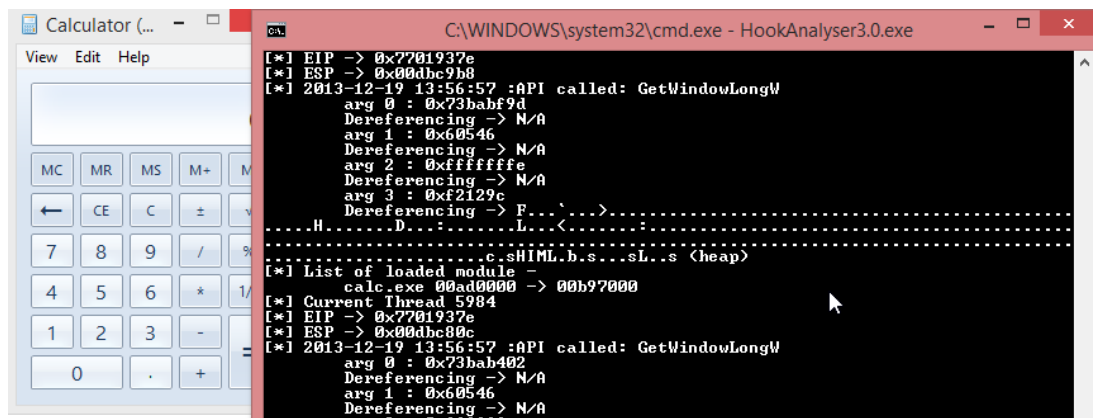 Calculator (...
View Edit Help
MC MR MS M+
← CE C ±
7 8 9 / %
4 5 6 * 1/
1 2 3 - =
0 . +
C:\WINDOWS\system32\cmd.exe - HookAnalyser3.0.exe
[*] EIP -> 0x7701937e
[*] ESP -> 0x00dbc9b8
[*] 2013-12-19 13:56:57 :API called: GetWindowLongW
arg 0 : 0x73babf9d
Dereferencing -> N/A
arg 1 : 0x60546
Dereferencing -> N/A
arg 2 : 0xfffffffe
Dereferencing -> N/A
arg 3 : 0xf2129c
Dereferencing -> F...`...>..........................................................
.....H.......D...:.......L...<.......:..........................................................
......................c.sHIML.b.s...sL..s (heap)
[*] List of loaded module -
calc.exe 00ad0000 -> 00b97000
[*] Current Thread 5984
[*] EIP -> 0x7701937e
[*] ESP -> 0x00dbc80c
[*] 2013-12-19 13:56:57 :API called: GetWindowLongW
arg 0 : 0x73bab402
Dereferencing -> N/A
arg 1 : 0x60546
Dereferencing -> N/A